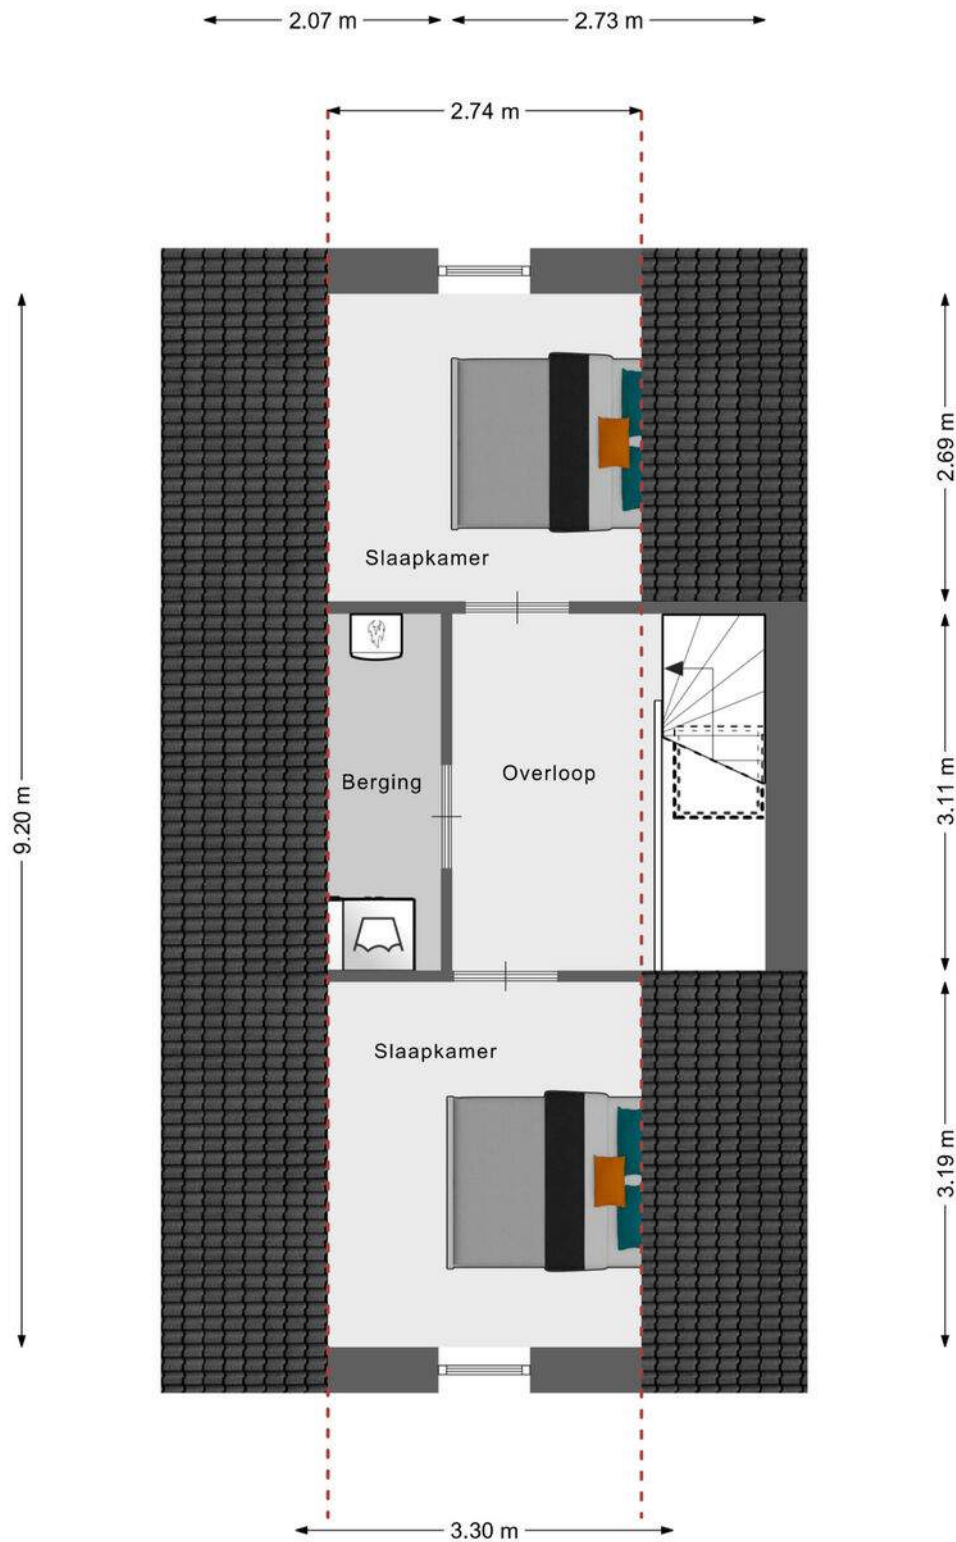 2.07 m
2.73 m
2.74 m
2.69 m
Slaapkamer
Berging
Overloop
3.11 m
9.20 m
Slaapkamer
3.19 m
3.30 m